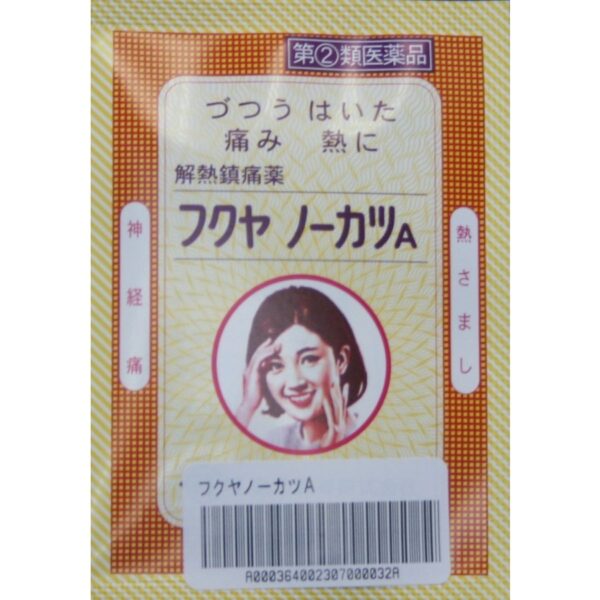 第②類医薬品
づつう はいた
痛み 熱に
解熱鎮痛薬
フクヤ ノーカツA
神経痛
熱さまし
フクヤノーカツA
A000364002307000032A